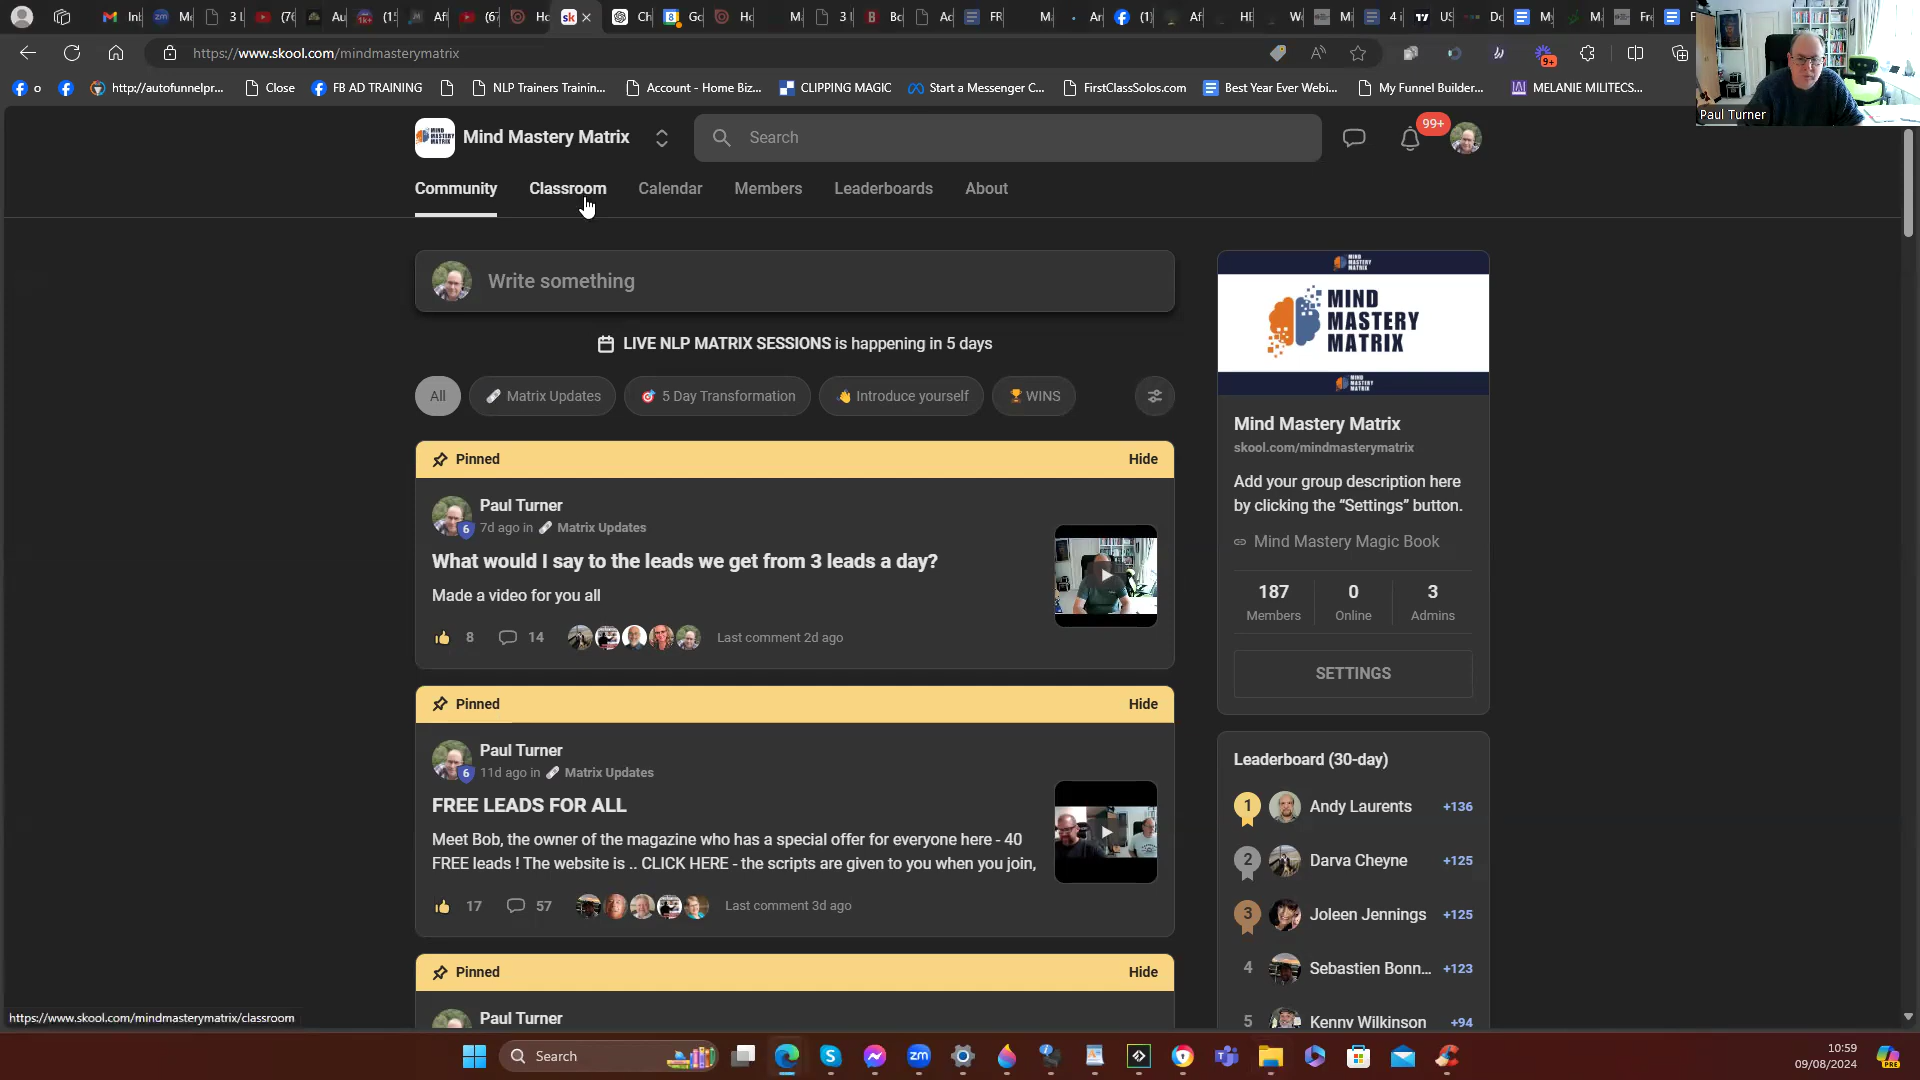 https://www.skool.com/mindmasterymatrix
9+
http://autofunnelpr...
Close
FB AD TRAINING
NLP Trainers Trainin...
Account - Home Biz...
CLIPPING MAGIC
Start a Messenger C...
FirstClassSolos.com
Best Year Ever Webi...
My Funnel Builder...
MELANIE MILITECS...
Paul Turner
Mind Mastery Matrix
Search
99+
Community
Classroom
Calendar
Members
Leaderboards
About
Write something
LIVE NLP MATRIX SESSIONS is happening in 5 days
All
Matrix Updates
5 Day Transformation
Introduce yourself
WINS
Pinned
Hide
Paul Turner
6
7d ago in Matrix Updates
What would I say to the leads we get from 3 leads a day?
Made a video for you all
8
14
Last comment 2d ago
Pinned
Hide
Paul Turner
6
11d ago in Matrix Updates
FREE LEADS FOR ALL
Meet Bob, the owner of the magazine who has a special offer for everyone here - 40
FREE leads ! The website is .. CLICK HERE - the scripts are given to you when you join,
17
57
Last comment 3d ago
Pinned
Hide
Paul Turner
MIND
MASTERY
MATRIX
Mind Mastery Matrix
skool.com/mindmasterymatrix
Add your group description here
by clicking the “Settings” button.
Mind Mastery Magic Book
187
Members
0
Online
3
Admins
SETTINGS
Leaderboard (30-day)
1 Andy Laurents +136
2 Darva Cheyne +125
3 Joleen Jennings +125
4 Sebastien Bonn... +123
5 Kenny Wilkinson +94
https://www.skool.com/mindmasterymatrix/classroom
Search
10:59
09/08/2024